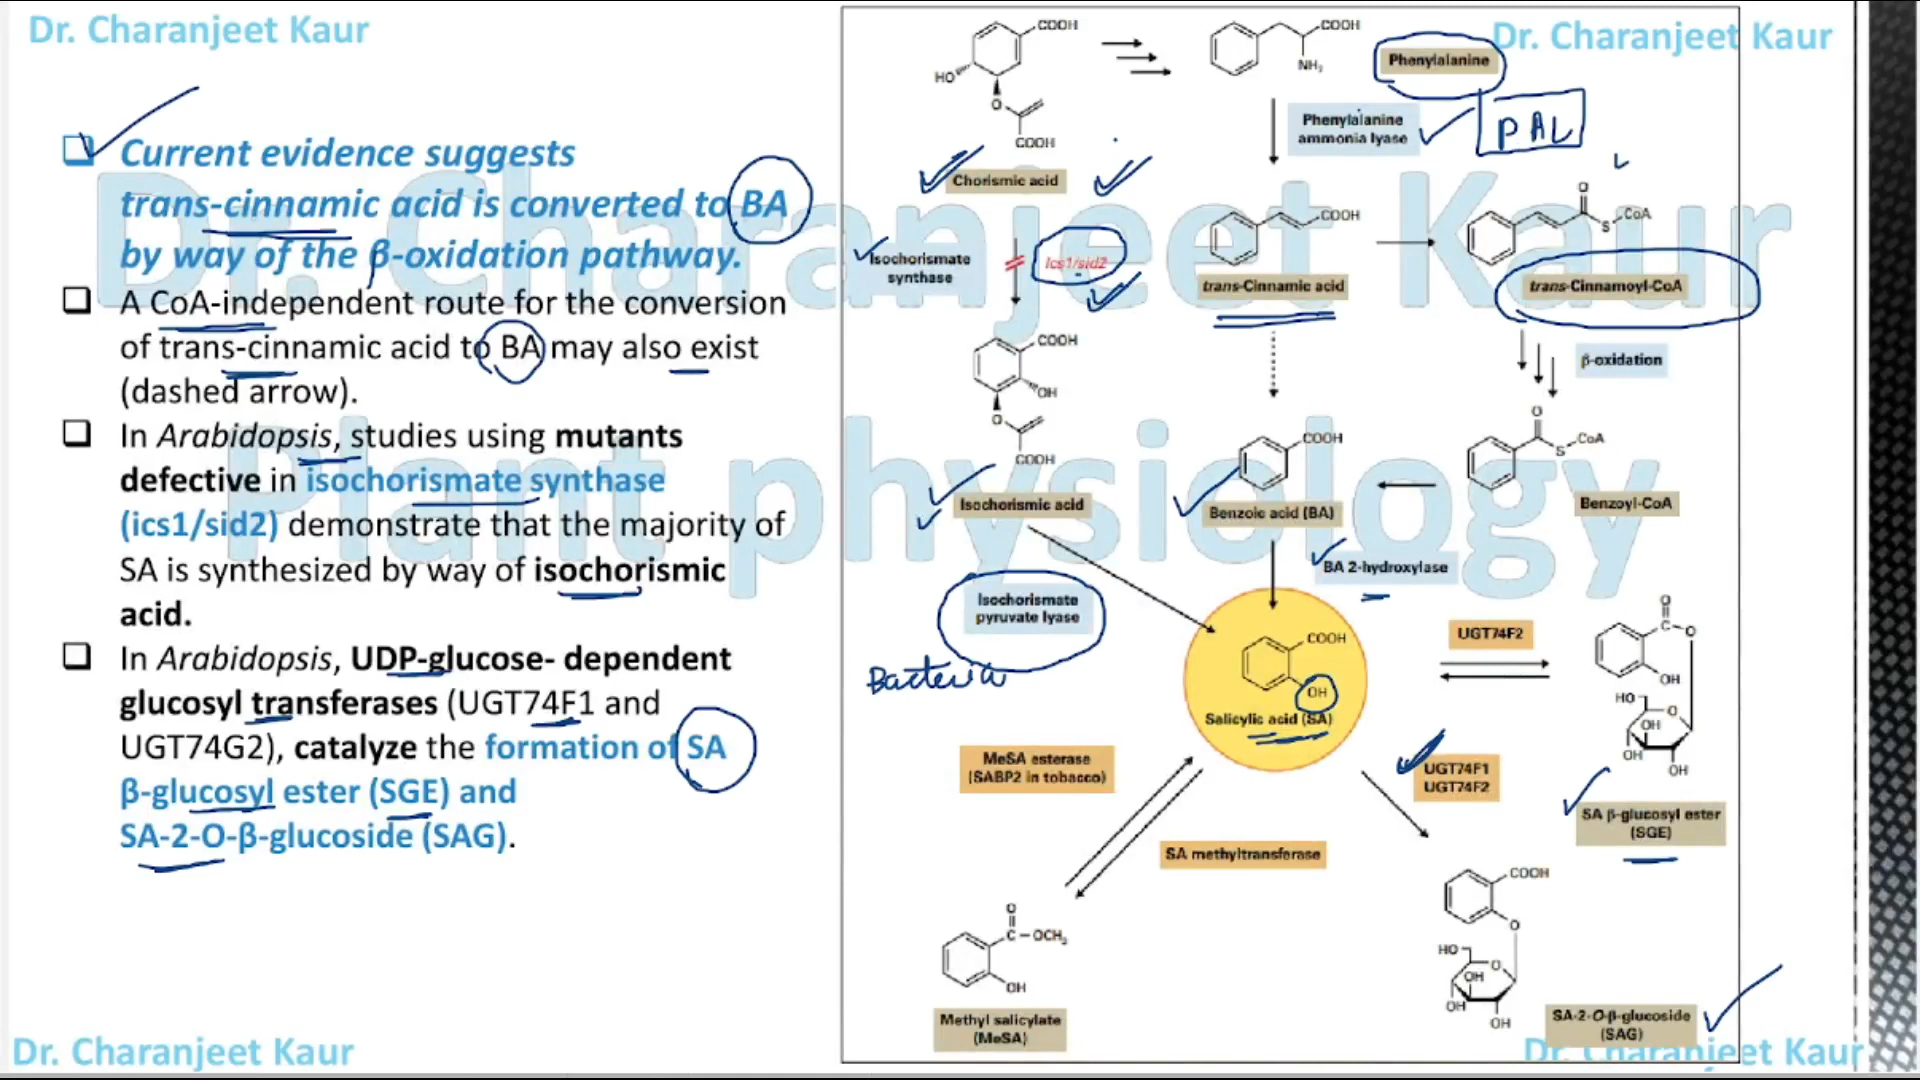 Dr. Charanjeet Kaur
Dr. Charanjeet Kaur
Dr. Charanjeet Kaur
Plant physiology
❑ Current evidence suggests
trans-cinnamic acid is converted to BA
by way of the β-oxidation pathway.
❑ A CoA-independent route for the conversion
of trans-cinnamic acid to BA may also exist
(dashed arrow).
❑ In Arabidopsis, studies using mutants
defective in isochorismate synthase
(ics1/sid2) demonstrate that the majority of
SA is synthesized by way of isochorismic
acid.
❑ In Arabidopsis, UDP-glucose- dependent
glucosyl transferases (UGT74F1 and
UGT74G2), catalyze the formation of SA
β-glucosyl ester (SGE) and
SA-2-O-β-glucoside (SAG).
COOH
HO
O
COOH
Chorismic acid
COOH
NH₂
Phenylalanine
Phenylalanine
ammonia lyase
PAL
Isochorismate
synthase
Ics1/sid2
COOH
trans-Cinnamic acid
O
S
CoA
trans-Cinnamoyl-CoA
β-oxidation
COOH
OH
O
COOH
Isochorismic acid
COOH
Benzoic acid (BA)
O
S
CoA
Benzoyl-CoA
BA 2-hydroxylase
Isochorismate
pyruvate lyase
Bacteria
COOH
OH
Salicylic acid (SA)
UGT74F2
O
C
O
OH
HO
O
OH
OH
OH
SA β-glucosyl ester
(SGE)
MeSA esterase
(SABP2 in tobacco)
UGT74F1
UGT74F2
SA methyltransferase
O
C–OCH₃
OH
Methyl salicylate
(MeSA)
COOH
O
HO
O
OH
OH
OH
SA-2-O-β-glucoside
(SAG)
Dr. Charanjeet Kaur
Dr. Charanjeet Kaur